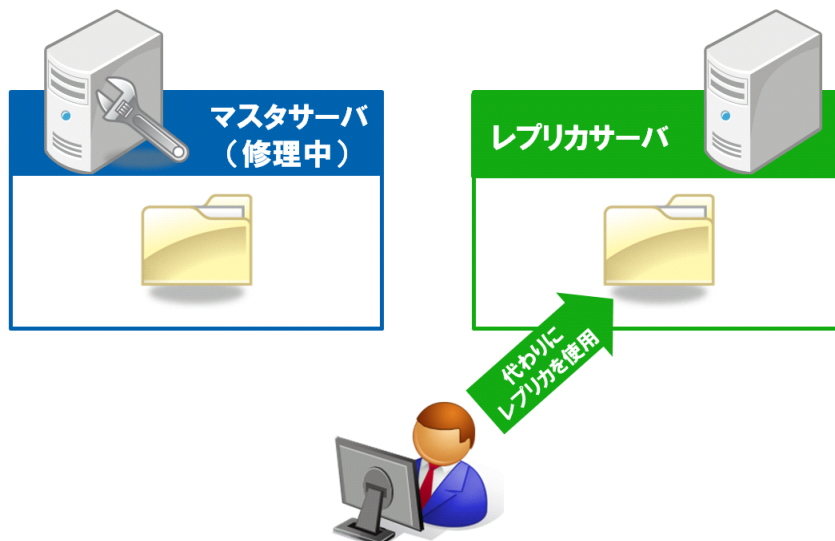 マスタサーバ
（修理中）
レプリカサーバ
代わりに
レプリカを使用